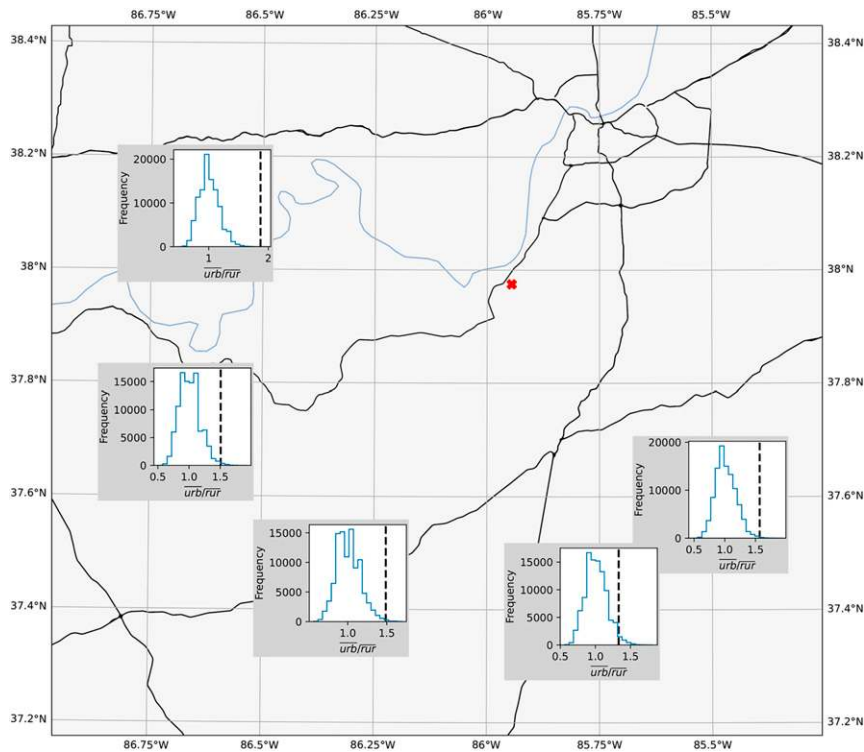 86.75°W 86.5°W 86.25°W 86°W 85.75°W 85.5°W
38.4°N 38.4°N
38.2°N 38.2°N
38°N 38°N
37.8°N 37.8°N
37.6°N 37.6°N
37.4°N 37.4°N
37.2°N 37.2°N
86.75°W 86.5°W 86.25°W 86°W 85.75°W 85.5°W
20000
10000
0
Frequency
1 2
urb/rur
15000
10000
5000
0
Frequency
0.5 1.0 1.5
urb/rur
15000
10000
5000
0
Frequency
1.0 1.5
urb/rur
15000
10000
5000
0
Frequency
0.5 1.0 1.5
urb/rur
20000
10000
0
Frequency
0.5 1.0 1.5
urb/rur